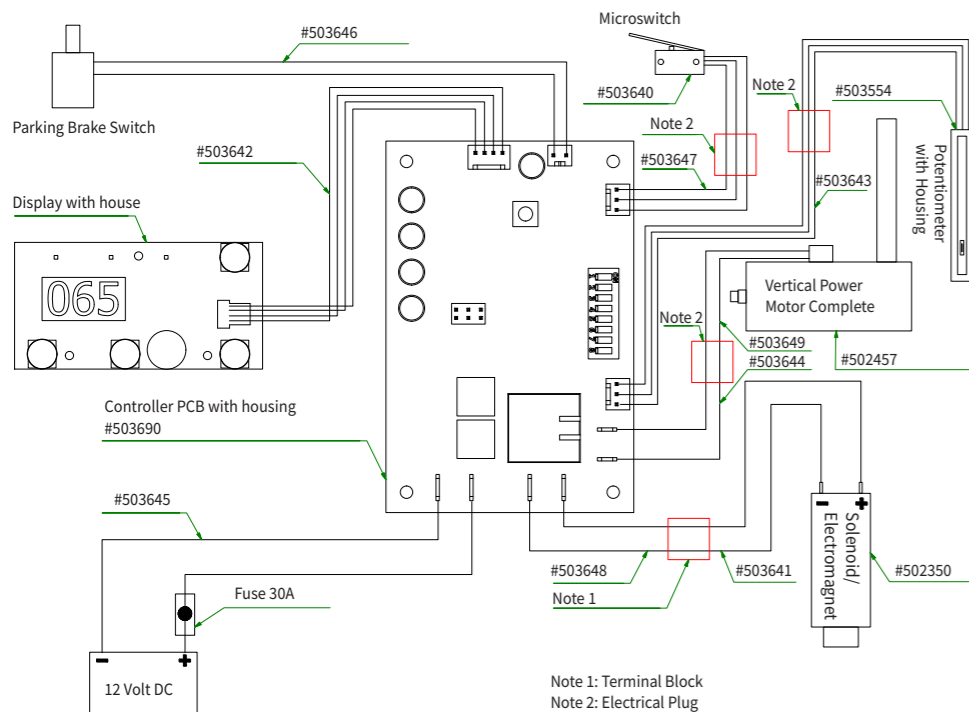 Microswitch
#503646
#503640
Note 2
#503554
Parking Brake Switch
Note 2
#503642
#503647
#503643
Potentiometer
with Housing
Display with house
065
Vertical Power
Motor Complete
Note 2
#503649
#503644
#502457
Controller PCB with housing
#503690
#503645
Solenoid/
Electromagnet
#503648
#503641
#502350
Fuse 30A
Note 1
12 Volt DC
Note 1: Terminal Block
Note 2: Electrical Plug